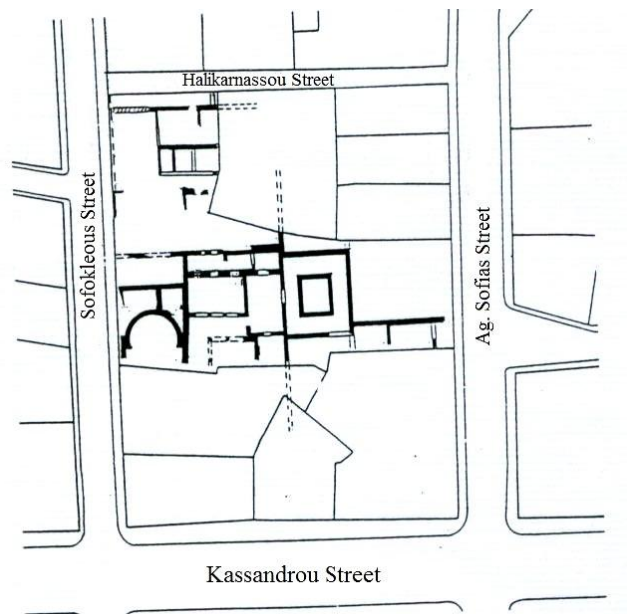 Halikarnassou Street
Sofokleous Street
Ag. Sofias Street
Kassandrou Street